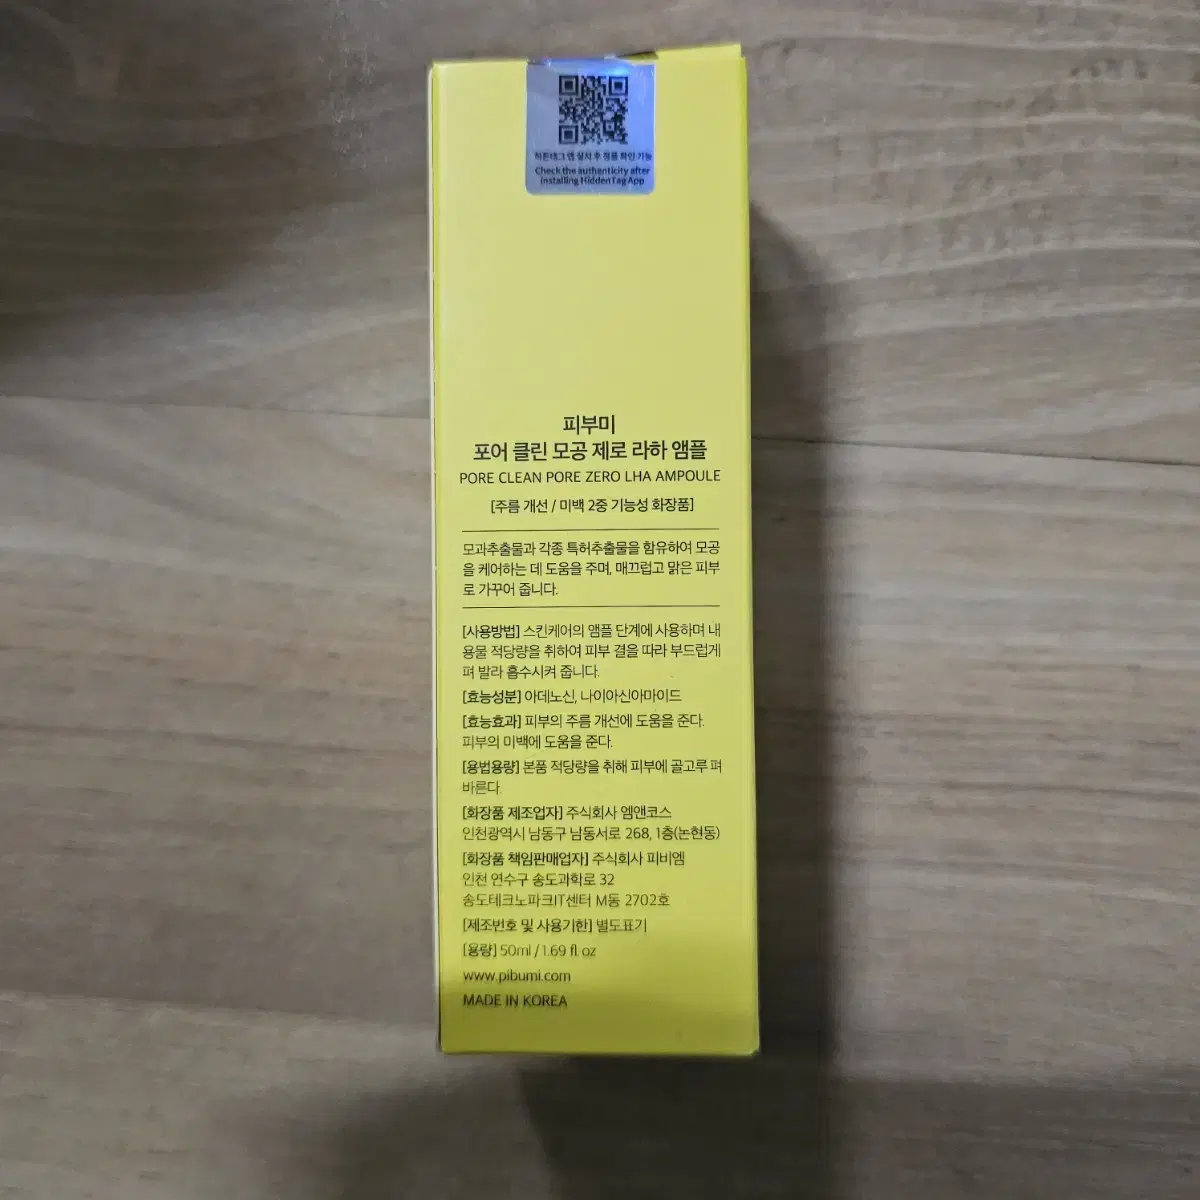 히든태그 앱 설치 후 정품 확인 가능
Check the authenticity after
installing HiddenTag App
피부미
포어 클린 모공 제로 라하 앰플
PORE CLEAN PORE ZERO LHA AMPOULE
[주름 개선 / 미백 2중 기능성 화장품]
모과추출물과 각종 특허추출물을 함유하여 모공
을 케어하는 데 도움을 주며, 매끄럽고 맑은 피부
로 가꾸어 줍니다.
[사용방법] 스킨케어의 앰플 단계에 사용하며 내
용물 적당량을 취하여 피부 결을 따라 부드럽게
펴 발라 흡수시켜 줍니다.
[효능성분] 아데노신, 나이아신아마이드
[효능효과] 피부의 주름 개선에 도움을 준다.
피부의 미백에 도움을 준다.
[용법용량] 본품 적당량을 취해 피부에 골고루 펴
바른다.
[화장품 제조업자] 주식회사 엠앤코스
인천광역시 남동구 남동서로 268, 1층(논현동)
[화장품 책임판매업자] 주식회사 피비엠
인천 연수구 송도과학로 32
송도테크노파크IT센터 M동 2702호
[제조번호 및 사용기한] 별도표기
[용량] 50ml / 1.69 fl. oz
www.pibumi.com
MADE IN KOREA